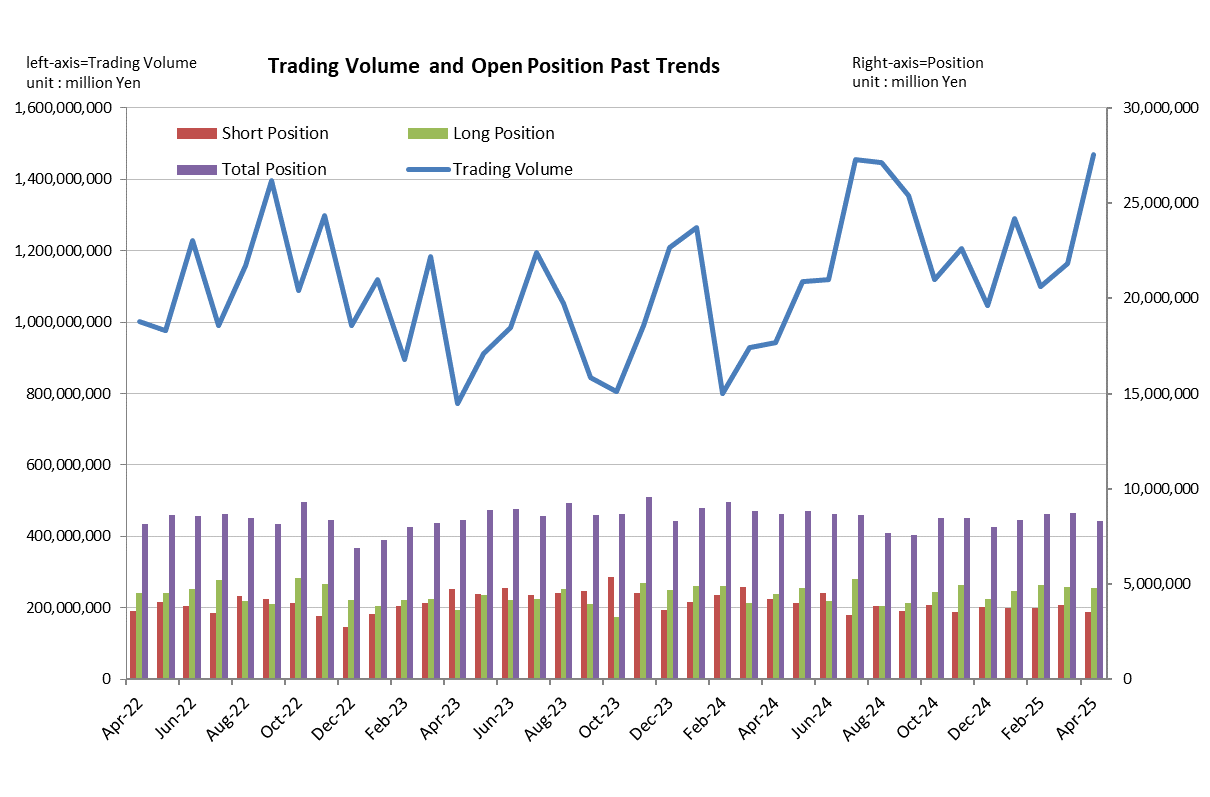 left-axis=Trading Volume
unit : million Yen
Trading Volume and Open Position Past Trends
Right-axis=Position
unit : million Yen
1,600,000,000
1,400,000,000
1,200,000,000
1,000,000,000
800,000,000
600,000,000
400,000,000
200,000,000
0
Short Position
Long Position
Total Position
Trading Volume
30,000,000
25,000,000
20,000,000
15,000,000
10,000,000
5,000,000
0
Apr-22
Jun-22
Aug-22
Oct-22
Dec-22
Feb-23
Apr-23
Jun-23
Aug-23
Oct-23
Dec-23
Feb-24
Apr-24
Jun-24
Aug-24
Oct-24
Dec-24
Feb-25
Apr-25